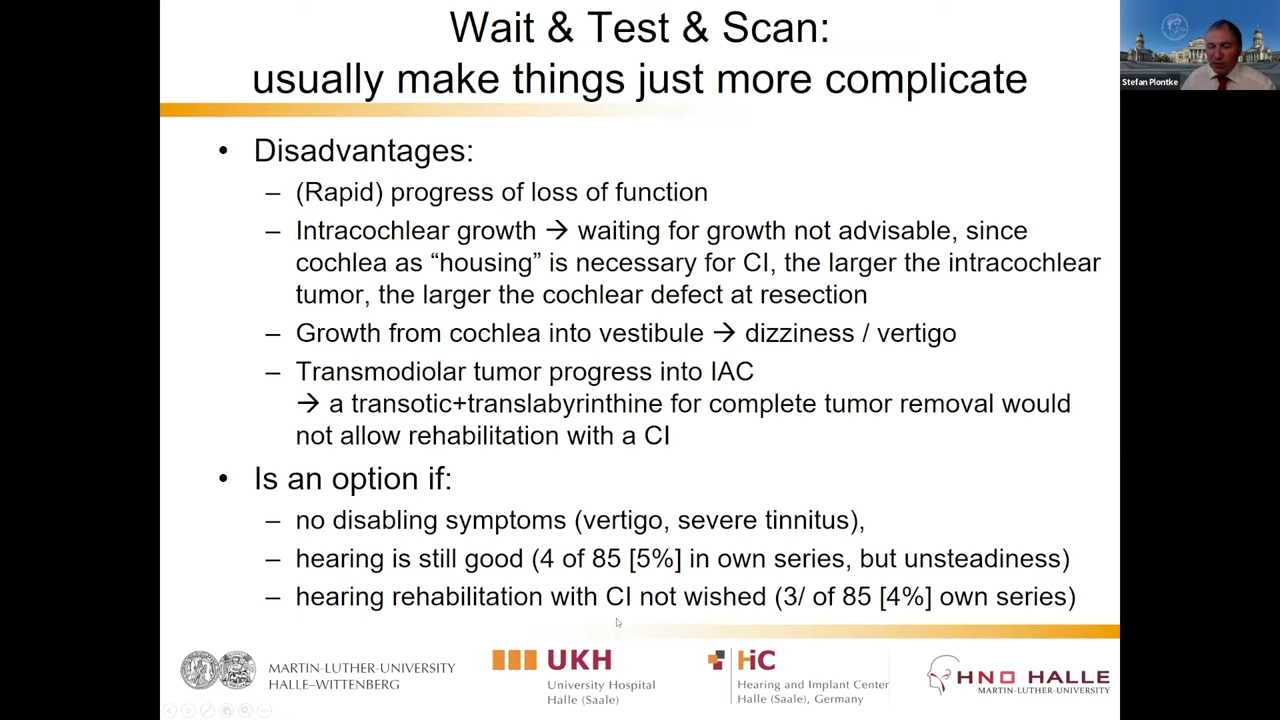 Wait & Test & Scan:
usually make things just more complicate
Stefan Plontke
• Disadvantages:
– (Rapid) progress of loss of function
– Intracochlear growth → waiting for growth not advisable, since
cochlea as “housing” is necessary for CI, the larger the intracochlear
tumor, the larger the cochlear defect at resection
– Growth from cochlea into vestibule → dizziness / vertigo
– Transmodiolar tumor progress into IAC
→ a transotic+translabyrinthine for complete tumor removal would
not allow rehabilitation with a CI
• Is an option if:
– no disabling symptoms (vertigo, severe tinnitus),
– hearing is still good (4 of 85 [5%] in own series, but unsteadiness)
– hearing rehabilitation with CI not wished (3/ of 85 [4%] own series)
MARTIN-LUTHER-UNIVERSITY
HALLE–WITTENBERG
UKH
University Hospital
Halle (Saale)
HiC
Hearing and Implant Center
Halle (Saale), Germany
HNO HALLE
MARTIN-LUTHER-UNIVERSITY